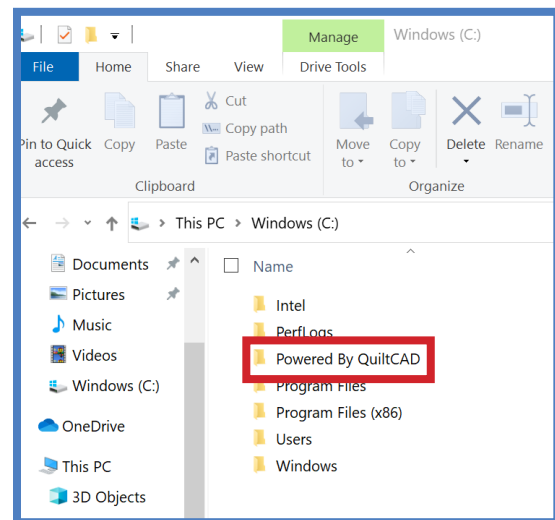 Manage
Windows (C:)
File
Home
Share
View
Drive Tools
Pin to Quick access
Copy
Paste
Cut
Copy path
Paste shortcut
Move to
Copy to
Delete
Rename
Clipboard
Organize
This PC > Windows (C:)
Documents
Pictures
Music
Videos
Windows (C:)
OneDrive
This PC
3D Objects
Name
Intel
PerfLogs
Powered By QuiltCAD
Program Files
Program Files (x86)
Users
Windows